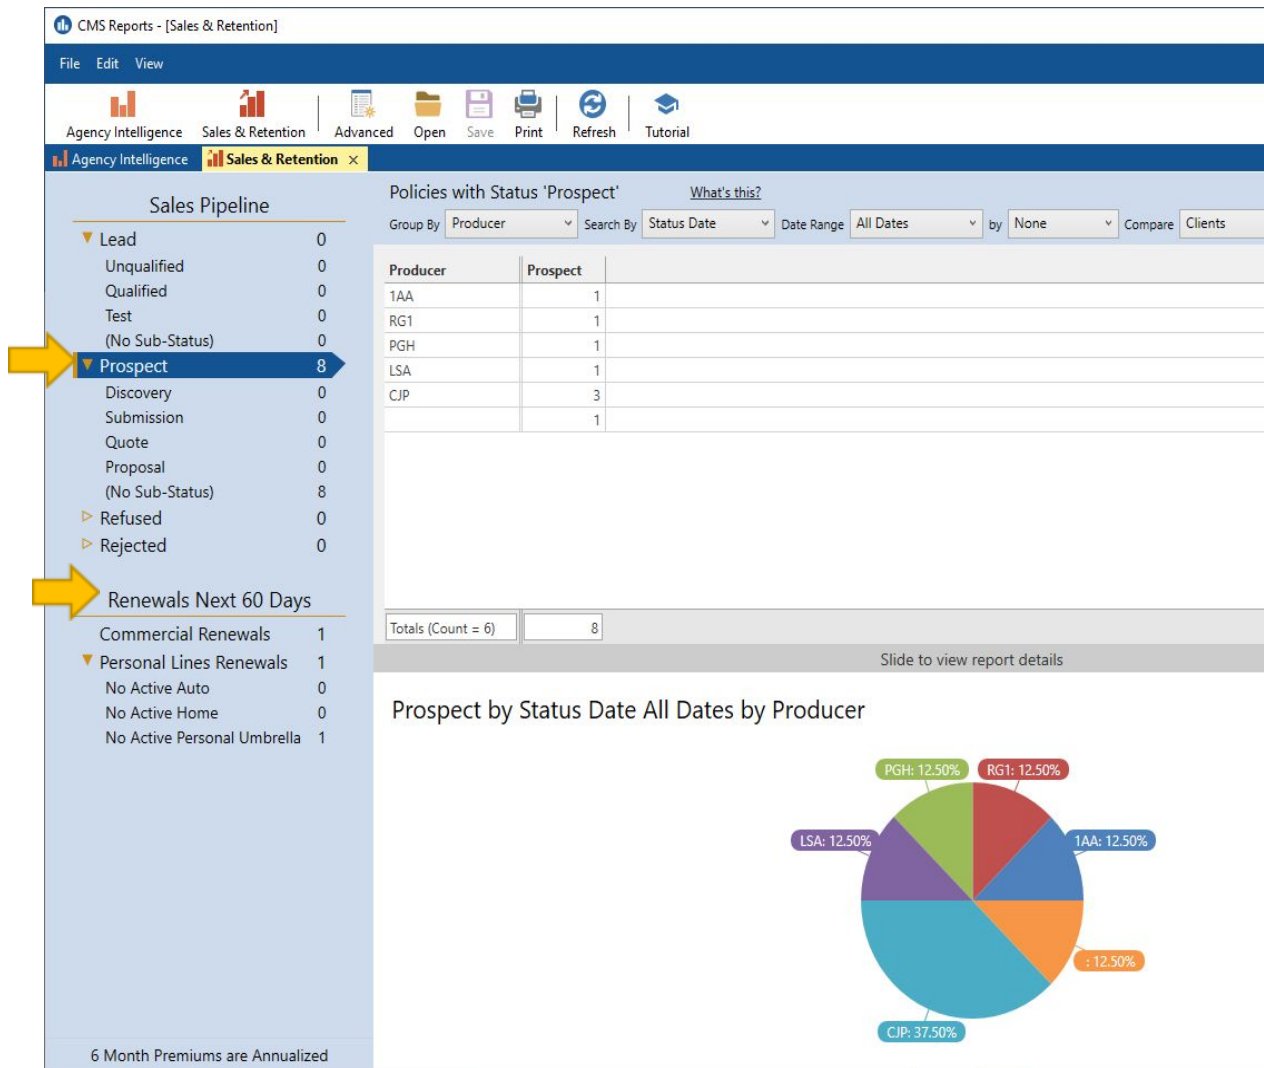 CMS Reports - [Sales & Retention]
File Edit View
Agency Intelligence Sales & Retention Advanced Open Save Print Refresh Tutorial
Agency Intelligence Sales & Retention ×
Sales Pipeline
Lead 0
Unqualified 0
Qualified 0
Test 0
(No Sub-Status) 0
Prospect 8
Discovery 0
Submission 0
Quote 0
Proposal 0
(No Sub-Status) 8
Refused 0
Rejected 0
Renewals Next 60 Days
Commercial Renewals 1
Personal Lines Renewals 1
No Active Auto 0
No Active Home 0
No Active Personal Umbrella 1
6 Month Premiums are Annualized
Policies with Status 'Prospect' What's this?
Group By Producer Search By Status Date Date Range All Dates by None Compare Clients
Producer Prospect
1AA 1
RG1 1
PGH 1
LSA 1
CJP 3
1
Totals (Count = 6) 8
Slide to view report details
Prospect by Status Date All Dates by Producer
PGH: 12.50% RG1: 12.50%
LSA: 12.50% 1AA: 12.50%
: 12.50%
CJP: 37.50%